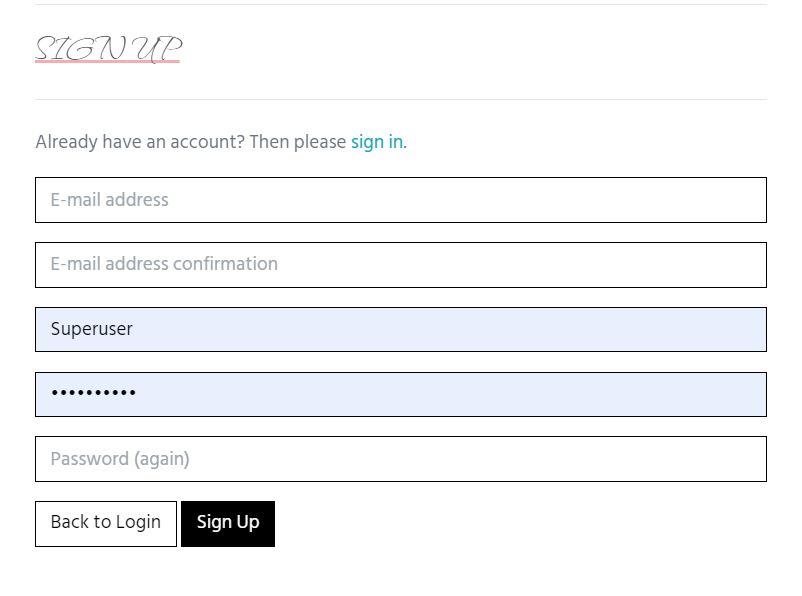 SIGN UP
Already have an account? Then please sign in.
E-mail address
E-mail address confirmation
Superuser
••••••••••
Password (again)
Back to Login Sign Up